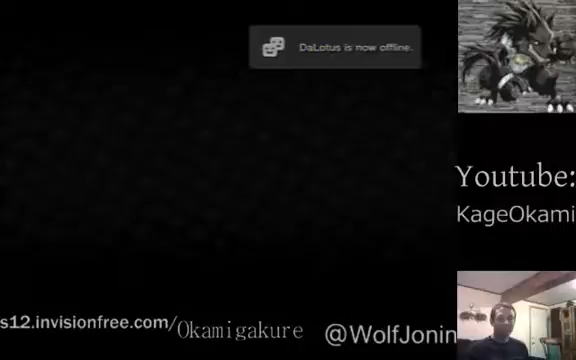 DaLotus is now offline.
Youtube:
KageOkami
s12.invisionfree.com/Okamigakure
@WolfJonin